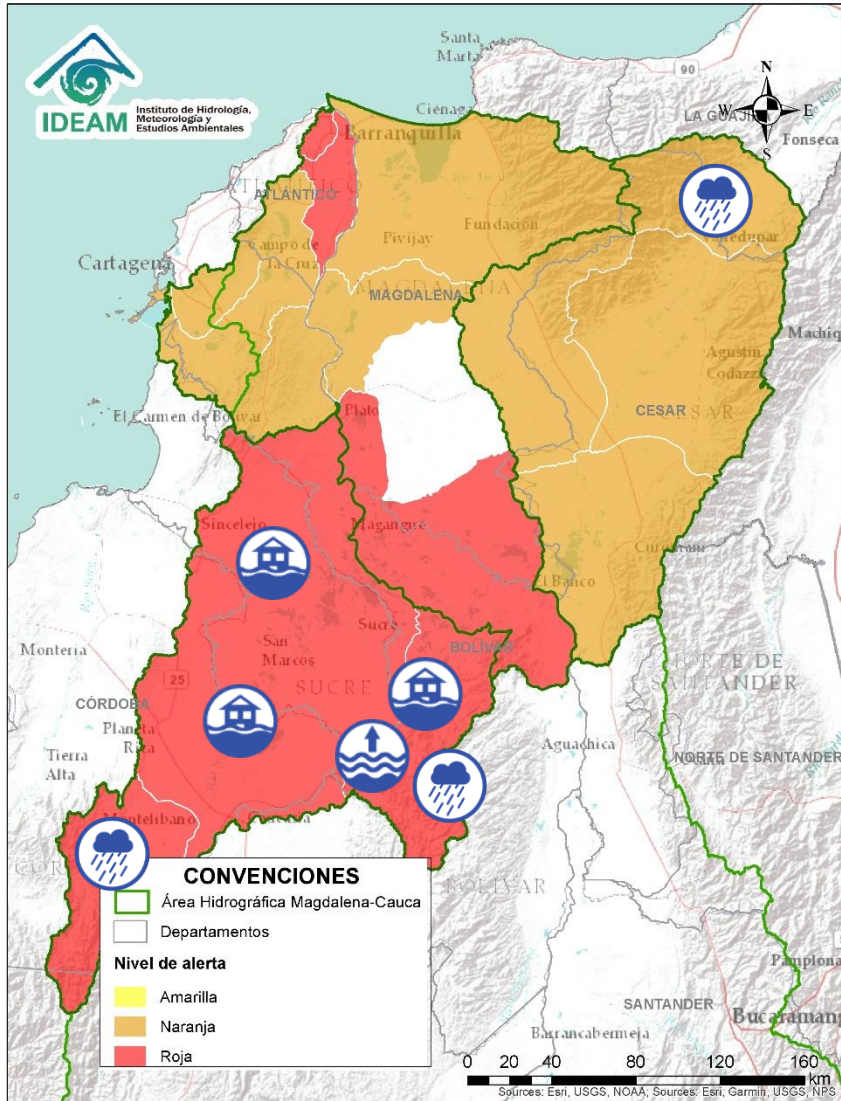 IDEAM
Instituto de Hidrología,
Meteorología y
Estudios Ambientales
Santa
Marta
90
N
W
E
S
Ciénaga
LA GUAJI
Fonseca
Barranquilla
ATLÁNTICO
Fundación
Pivijay
Campo de
la Cruz
Cartagena
MAGDALENA
MAGDALENA
Machiq
Agustín
Codazzi
CESAR
El Carmen de Bolívar
Plato
Sincelejo
Magangué
El Banco
Sucre
BOLÍVAR
Montería
San
Marcos
SUCRE
NORTE DE
SANTANDER
25
CÓRDOBA
Planeta
Rica
Tierra
Alta
Aguachica
NORTE DE SANTANDER
Montelíbano
BOLÍVAR
CONVENCIONES
Área Hidrográfica Magdalena-Cauca
Departamentos
Nivel de alerta
Amarilla
Naranja
Roja
Pamplona
SANTANDER
Bucaramang
Barrancabermeja
0 20 40 80 120 160
km
Sources: Esri, USGS, NOAA; Sources: Esri, Garmin, USGS, NPS